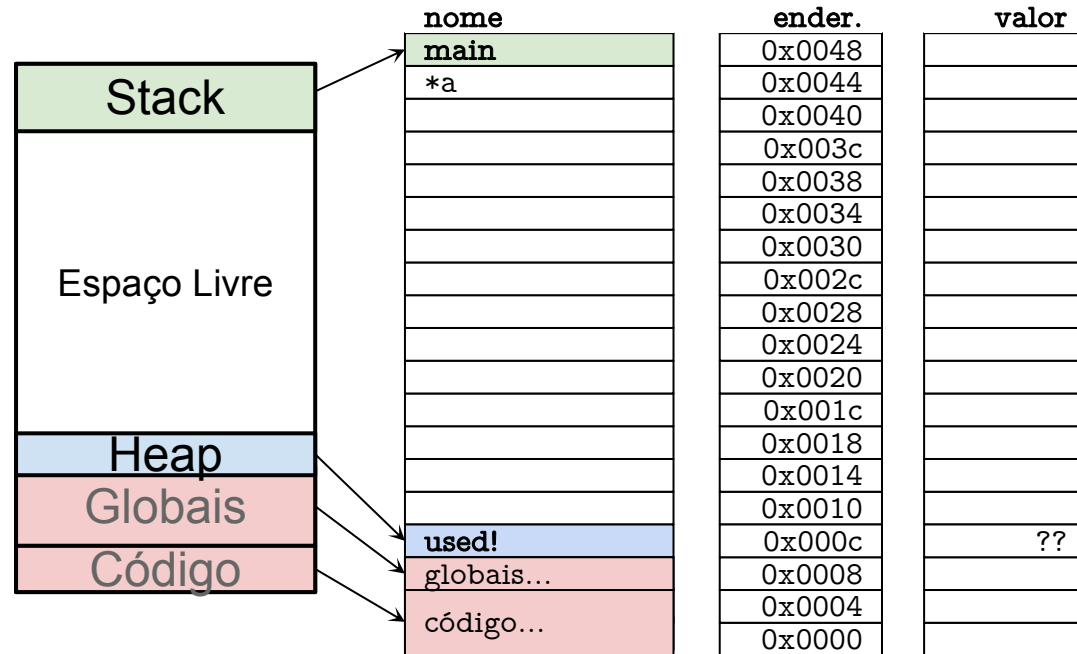 nome ender. valor
main 0x0048
Stack
*a 0x0044
0x0040
0x003c
0x0038
0x0034
0x0030
Espaço Livre
0x002c
0x0028
0x0024
0x0020
0x001c
Heap
0x0018
0x0014
Globais
0x0010
used! 0x000c ??
Código
globais... 0x0008
código... 0x0004
0x0000